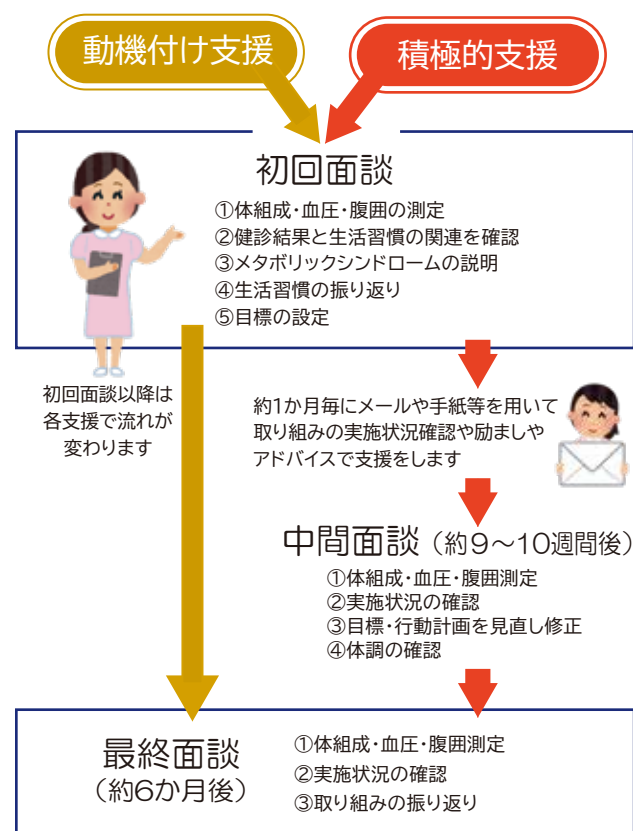 動機付け支援
積極的支援
初回面談
①体組成・血圧・腹囲の測定
②健診結果と生活習慣の関連を確認
③メタボリックシンドロームの説明
④生活習慣の振り返り
⑤目標の設定
初回面談以降は
各支援で流れが
変わります
約1か月毎にメールや手紙等を用いて
取り組みの実施状況確認や励ましや
アドバイスで支援をします
中間面談（約9～10週間後）
①体組成・血圧・腹囲測定
②実施状況の確認
③目標・行動計画を見直し修正
④体調の確認
最終面談
（約6か月後）
①体組成・血圧・腹囲測定
②実施状況の確認
③取り組みの振り返り